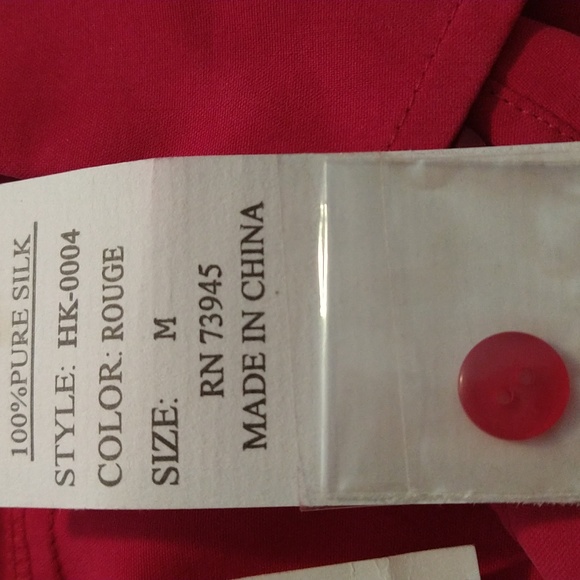 100%PURE SILK
STYLE: HK-0004
COLOR: ROUGE
SIZE: M
RN 73945
MADE IN CHINA